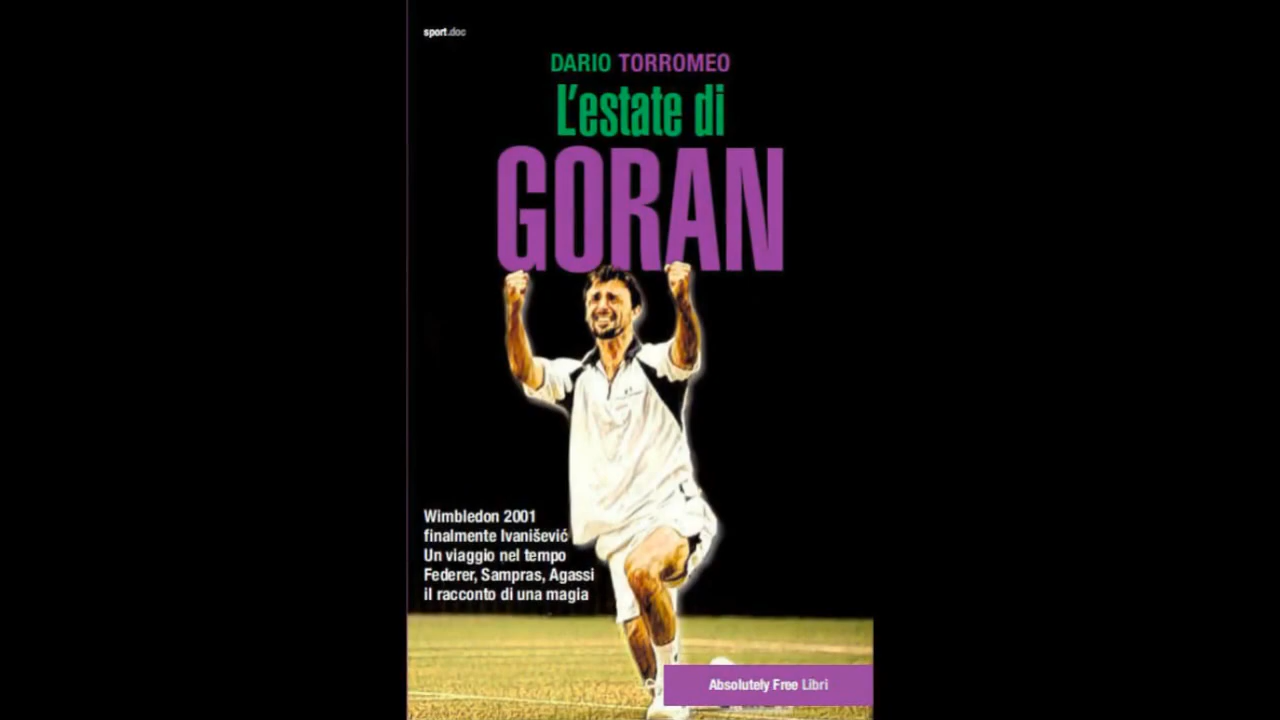 sport.doc
DARIO TORROMEO
L'estate di
GORAN
Wimbledon 2001
finalmente Ivanišević
Un viaggio nel tempo
Federer, Sampras, Agassi
il racconto di una magia
Absolutely Free Libri